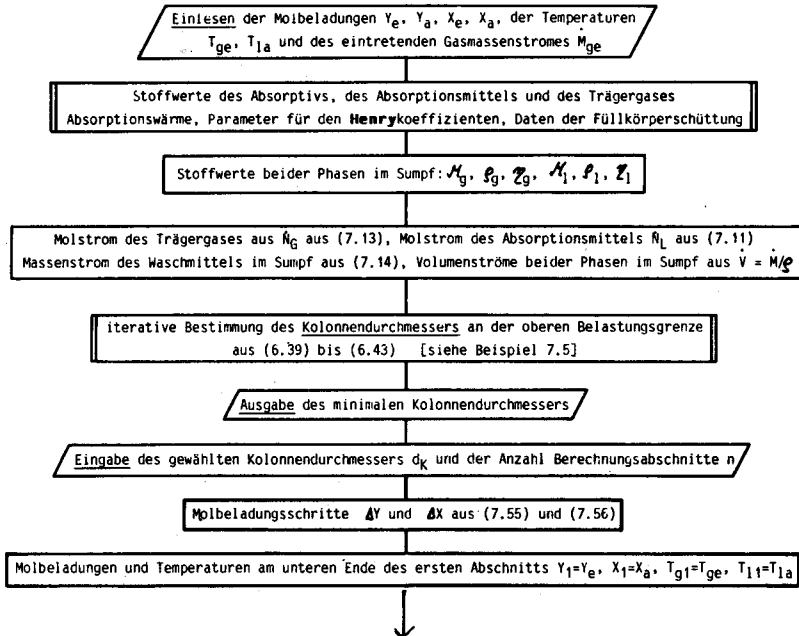 Einlesen der Molbeladungen Yₑ, Yₐ, Xₑ, Xₐ, der Temperaturen
T_ge, T_la und des eintretenden Gasmassenstromes Ṁ_ge
Stoffwerte des Absorptivs, des Absorptionsmittels und des Trägergases
Absorptionswärme, Parameter für den Henrykoeffizienten, Daten der Füllkörperschüttung
Stoffwerte beider Phasen im Sumpf: M_g, ρ_g, η_g, M_l, ρ_l, η_l
Molstrom des Trägergases aus Ṅ_G aus (7.13), Molstrom des Absorptionsmittels Ṅ_L aus (7.11)
Massenstrom des Waschmittels im Sumpf aus (7.14), Volumenströme beider Phasen im Sumpf aus V̇ = Ṁ/ρ
iterative Bestimmung des Kolonnendurchmessers an der oberen Belastungsgrenze
aus (6.39) bis (6.43) [siehe Beispiel 7.5]
Ausgabe des minimalen Kolonnendurchmessers
Eingabe des gewählten Kolonnendurchmessers d_K und der Anzahl Berechnungsabschnitte n
Molbeladungsschritte ΔY und ΔX aus (7.55) und (7.56)
Molbeladungen und Temperaturen am unteren Ende des ersten Abschnitts Y₁=Yₑ, X₁=Xₐ, T_g1=T_ge, T_l1=T_la